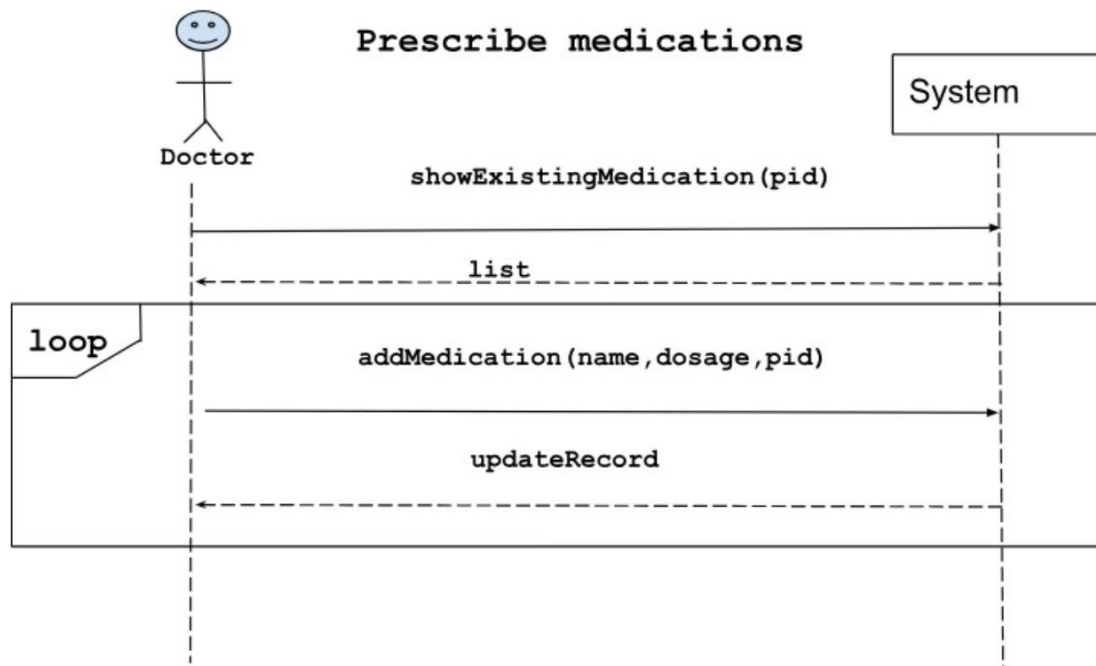 Prescribe medications
System
Doctor
showExistingMedication(pid)
list
loop
addMedication(name,dosage,pid)
updateRecord